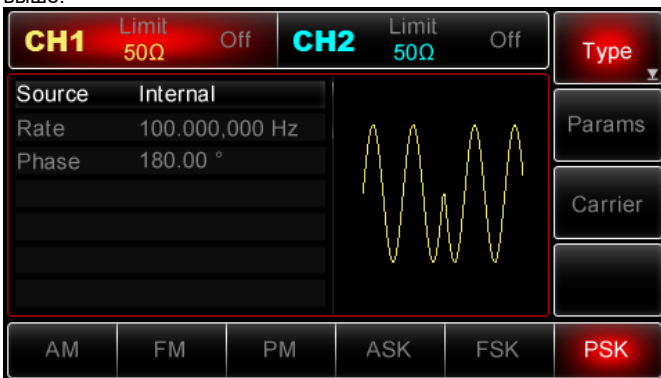 выше.
CH1 Limit 50Ω Off CH2 Limit 50Ω Off
Type
Source Internal
Rate 100.000,000 Hz
Phase 180.00 °
Params
Carrier
AM FM PM ASK FSK PSK